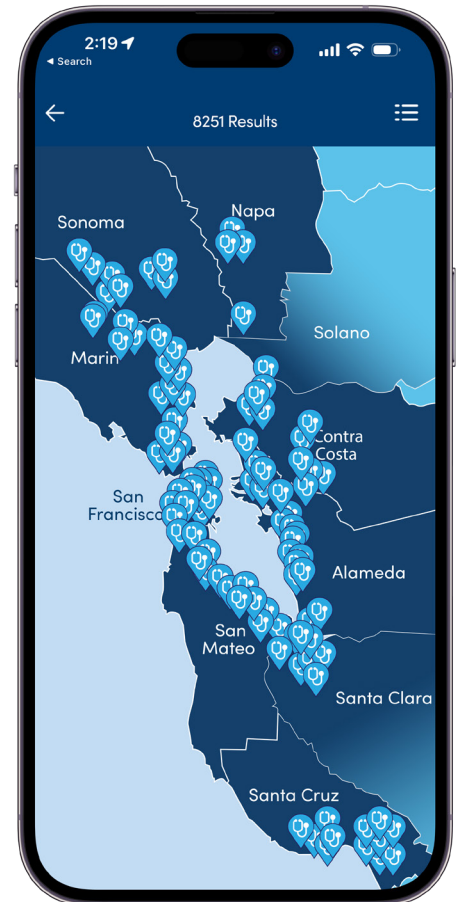 2:19
◀ Search
8251 Results
Sonoma
Napa
Solano
Marin
Contra
Costa
San
Francisco
Alameda
San
Mateo
Santa Clara
Santa Cruz